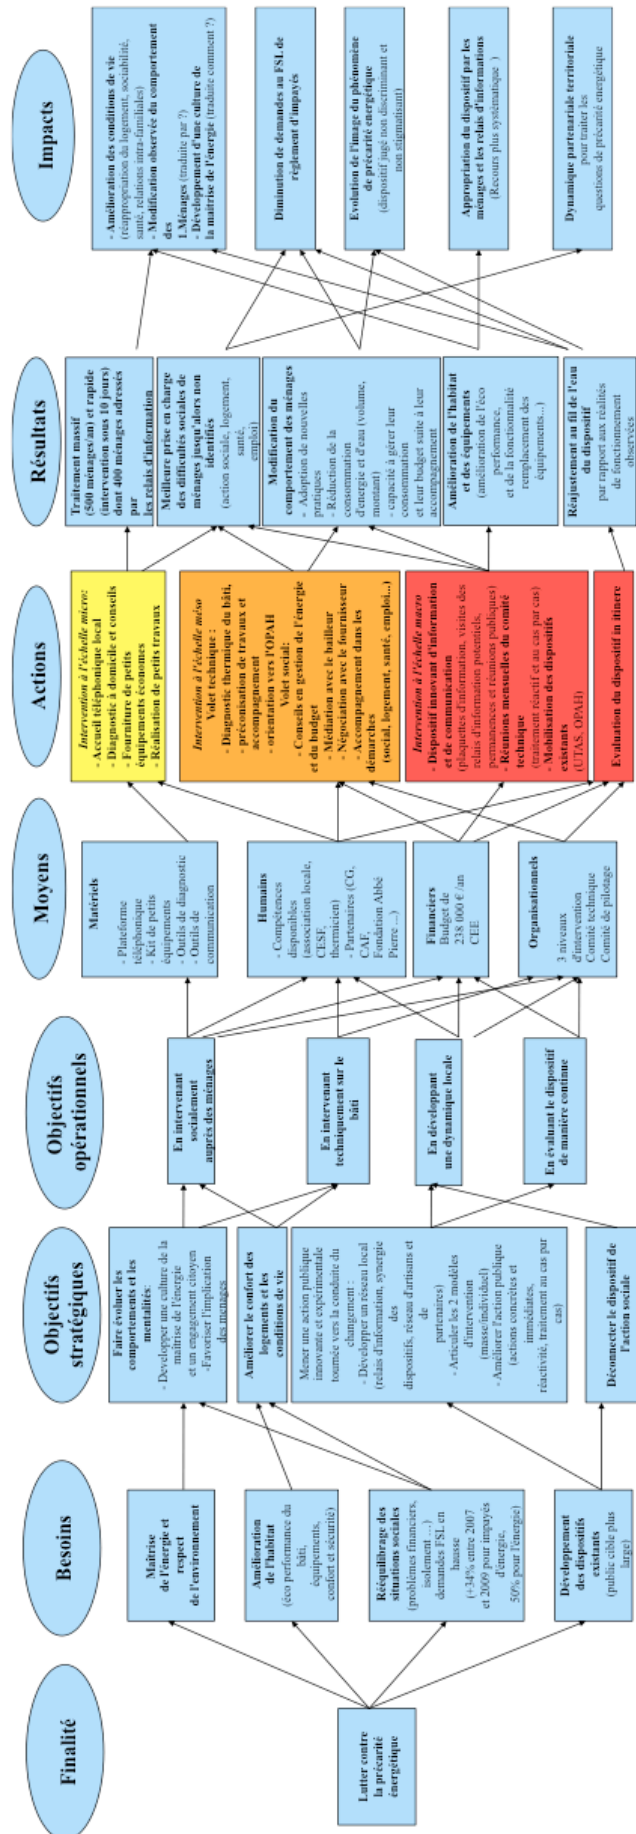 Finalité
Lutter contre
la précarité
énergétique
Besoins
Maîtrise
de l'énergie et
respect
de l'environnement
Amélioration
de l'habitat
(éco performance du
bâti,
équipements,
confort et sécurité)
Rééquilibrage des
situations sociales
(problèmes financiers,
isolement …)
demandes FSL en
hausse
(+34% entre 2007
et 2009 pour impayés
d'énergie,
50% pour l'énergie)
Développement
des dispositifs
existants
(public cible plus
large)
Objectifs
stratégiques
Faire évoluer les
comportements et les
mentalités:
- Developper une culture de la
maîtrise de l'énergie
et un engagement citoyen
-Favoriser l'implication
des ménages
Améliorer le confort des
logements et les
conditions de vie
Mener une action publique
innovante et expérimentale
tournée vers la conduite du
changement :
- Développer un réseau local
(relais d'information, synergie
des
dispositifs, réseau d'artisans et
de
partenaires)
- Articuler les 2 modèles
d'intervention
(masse/individuel)
- Améliorer l'action publique
(actions concrètes et
immédiates,
réactivité, traitement au cas par
cas)
Déconnecter le dispositif de
l'action sociale
Objectifs
opérationnels
En intervenant
socialement
auprès des ménages
En intervenant
techniquement sur le
bâti
En développant
une dynamique locale
En évaluant le dispositif
de manière continue
Moyens
Matériels
- Plateforme
téléphonique
- Kit de petits
équipements
- Outils de diagnostic
- Outils de
communication
Humains
- Compétences
disponibles
(association locale,
CESF,
thermicien)
- Partenaires (CG,
CAF,
Fondation Abbé
Pierre ...)
Financiers
Budget de
238 000 € /an
CEE
Organisationnels
3 niveaux
d'intervention
Comité technique
Comité de pilotage
Actions
Intervention à l'échelle micro:
- Accueil téléphonique local
- Diagnostic à domicile et conseils
- Fourniture de petits
équipements économes
- Réalisation de petits travaux
Intervention à l'échelle méso
Volet technique :
- Diagnostic thermique du bâti,
- préconisation de travaux et
accompagnement
- orientation vers l'OPAH
Volet social:
- Conseils en gestion de l'énergie
et du budget
- Médiation avec le bailleur
- Négociation avec le fournisseur
- Accompagnement dans les
démarches
(social, logement, santé, emploi...)
Intervention à l'échelle macro
- Dispositif innovant d'information
et de communication
(plaquettes d'information, visites des
relais d'information potentiels,
permanences et réunions publiques)
- Réunions mensuelles du comité
technique
(traitement réactif et au cas par cas)
- Mobilisation des dispositifs
existants
(UTAS, OPAH)
Evaluation du dispositif in itinere
Résultats
Traitement massif
(500 ménages/an) et rapide
(intervention sous 10 jours)
dont 400 ménages adressés
par
les relais d'information
Meilleure prise en charge
des difficultés sociales de
ménages jusqu'alors non
identifiés
(action sociale, logement,
santé,
emploi)
Modification du
comportement des ménages
- Adoption de nouvelles
pratiques
- Réduction de la
consommation
d'energie et d'eau (volume,
montant)
- capacité à gérer leur
consommation
et leur budget suite à leur
accompagnement
Amélioration de l'habitat
et des équipements
(amélioration de l'éco
performance,
et de la fonctionnalité
remplacement des
équipements...)
Réajustement au fil de l'eau
du dispositif
par rapport aux réalités
de fonctionnement
observées
Impacts
- Amélioration des conditions de vie
(réappropriation du logement, sociabilité,
santé, relations intra-familiales)
- Modification observée du comportement
des
1.Ménages (traduite par ?)
- Développement d'une culture de
la maîtrise de l'énergie (traduite comment ?)
Diminution de demandes au FSL de
règlement d'impayés
Evolution de l'image du phénomène
de précarité energétique
(dispositif jugé non discriminant et
non stigmatisant)
Appropriation du dispositif par les
ménages et les relais d'informations
(Recours plus systématique )
Dynamique partenariale territoriale
pour traiter les
questions de précarité energétique